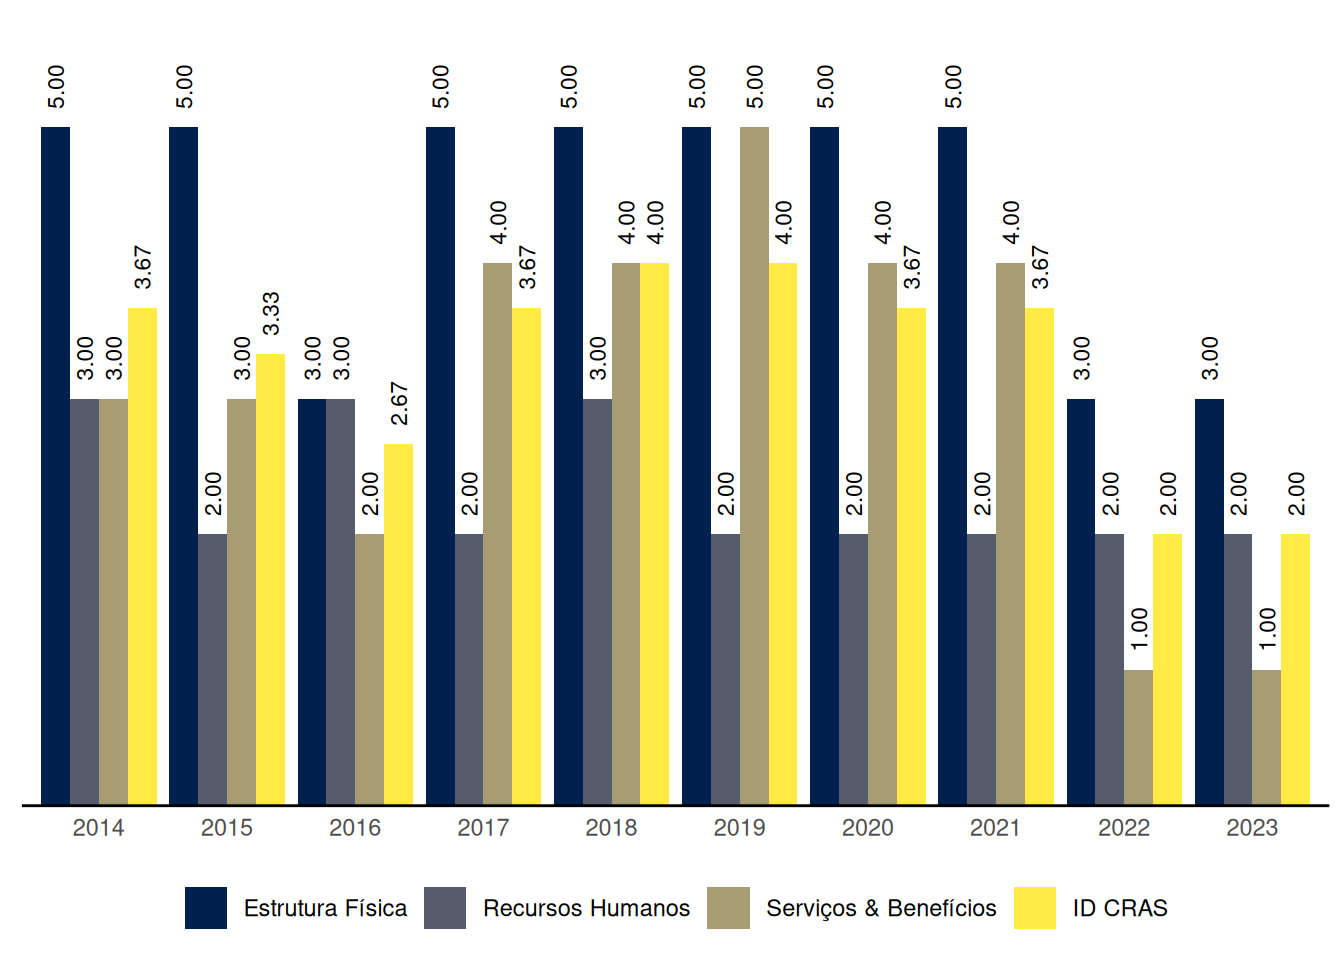 5.00 3.00 3.00 3.67 5.00 2.00 3.00 3.33 3.00 3.00 2.00 2.67 5.00 2.00 4.00 3.67 5.00 3.00 4.00 4.00 5.00 2.00 5.00 4.00 5.00 2.00 4.00 3.67 5.00 2.00 4.00 3.67 3.00 2.00 1.00 2.00 3.00 2.00 1.00 2.00
2014 2015 2016 2017 2018 2019 2020 2021 2022 2023
Estrutura Física Recursos Humanos Serviços & Benefícios ID CRAS